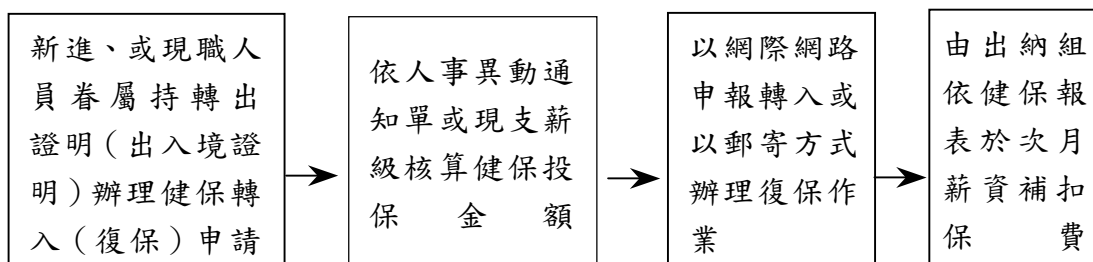 新進、或現職人
員眷屬持轉出
證明(出入境證
明)辦理健保轉
入(復保)申請
依人事異動通
知單或現支薪
級核算健保投
保金額
以網際網路
申報轉入或
以郵寄方式
辦理復保作
業
由出納組
依健保報
表於次月
薪資補扣
保費